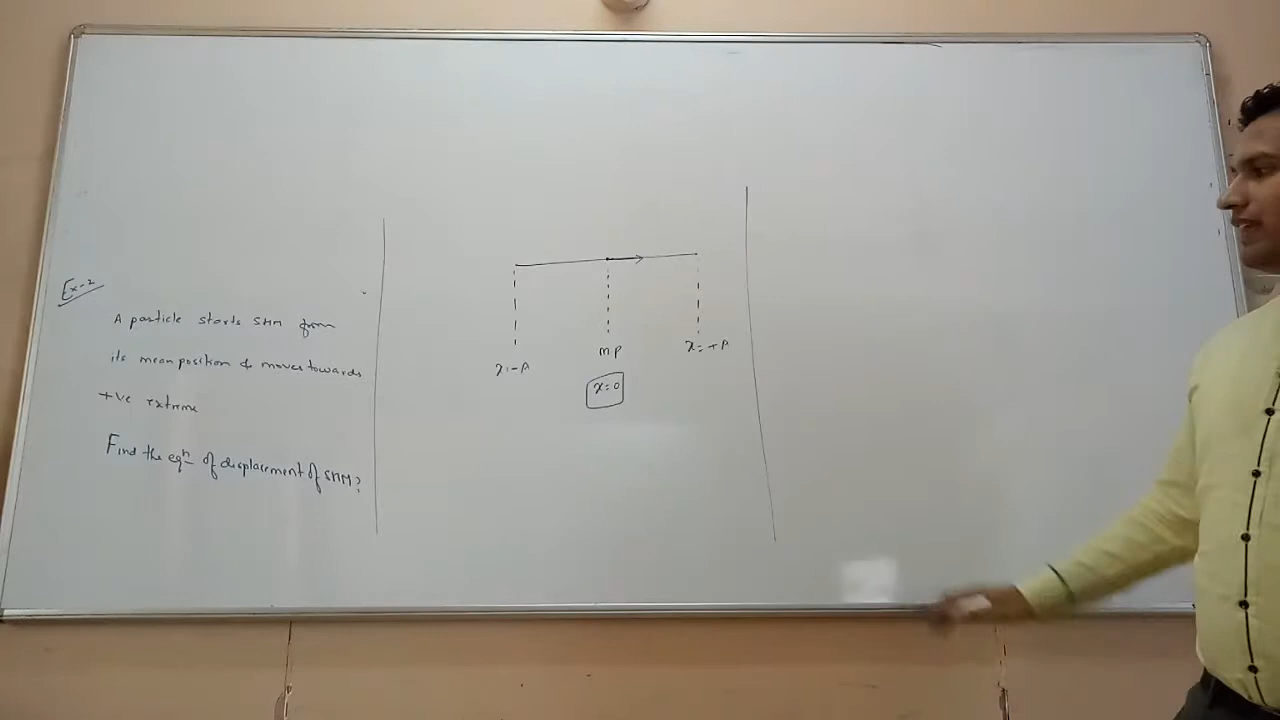 Ex-2
A particle starts SHM from
its mean position & moves towards
+ve extreme
Find the eqn of displacement of SHM?
x=-A
MP
x=0
x=+A